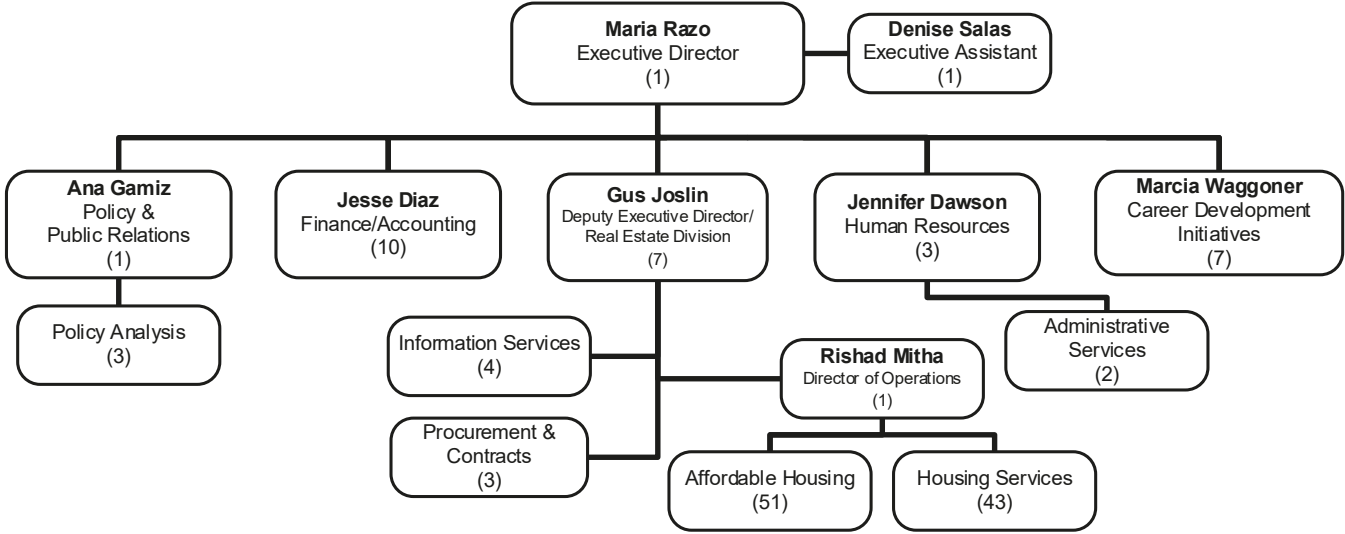 Maria Razo
Executive Director
(1)
Denise Salas
Executive Assistant
(1)
Ana Gamiz
Policy &
Public Relations
(1)
Jesse Diaz
Finance/Accounting
(10)
Gus Joslin
Deputy Executive Director/
Real Estate Division
(7)
Jennifer Dawson
Human Resources
(3)
Marcia Waggoner
Career Development
Initiatives
(7)
Policy Analysis
(3)
Information Services
(4)
Rishad Mitha
Director of Operations
(1)
Administrative
Services
(2)
Procurement &
Contracts
(3)
Affordable Housing
(51)
Housing Services
(43)